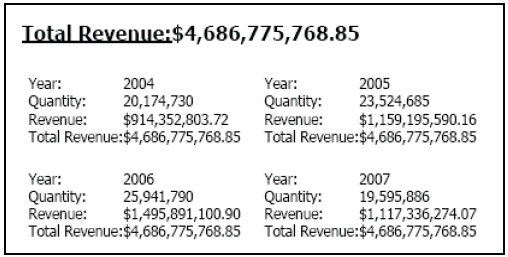 Total Revenue:$4,686,775,768.85
Year: 2004
Quantity: 20,174,730
Revenue: $914,352,803.72
Total Revenue:$4,686,775,768.85
Year: 2005
Quantity: 23,524,685
Revenue: $1,159,195,590.16
Total Revenue:$4,686,775,768.85
Year: 2006
Quantity: 25,941,790
Revenue: $1,495,891,100.90
Total Revenue:$4,686,775,768.85
Year: 2007
Quantity: 19,595,886
Revenue: $1,117,336,274.07
Total Revenue:$4,686,775,768.85